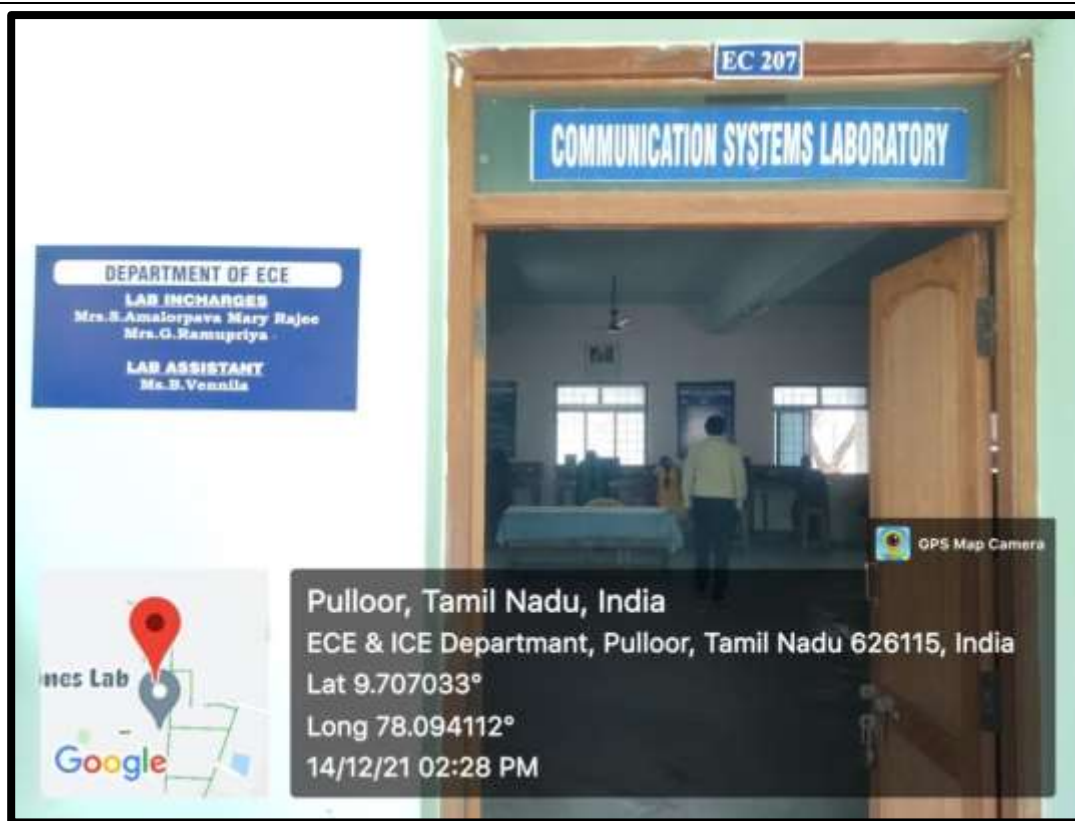 EC 207
COMMUNICATION SYSTEMS LABORATORY
DEPARTMENT OF ECE
LAB INCHARGES
Mrs.S.Amalorpava Mary Rajee
Mrs.G.Ramupriya
LAB ASSISTANT
Ms.B.Vennila
GPS Map Camera
Pulloor, Tamil Nadu, India
ECE & ICE Departmant, Pulloor, Tamil Nadu 626115, India
Lat 9.707033°
Long 78.094112°
14/12/21 02:28 PM
Lab
Google